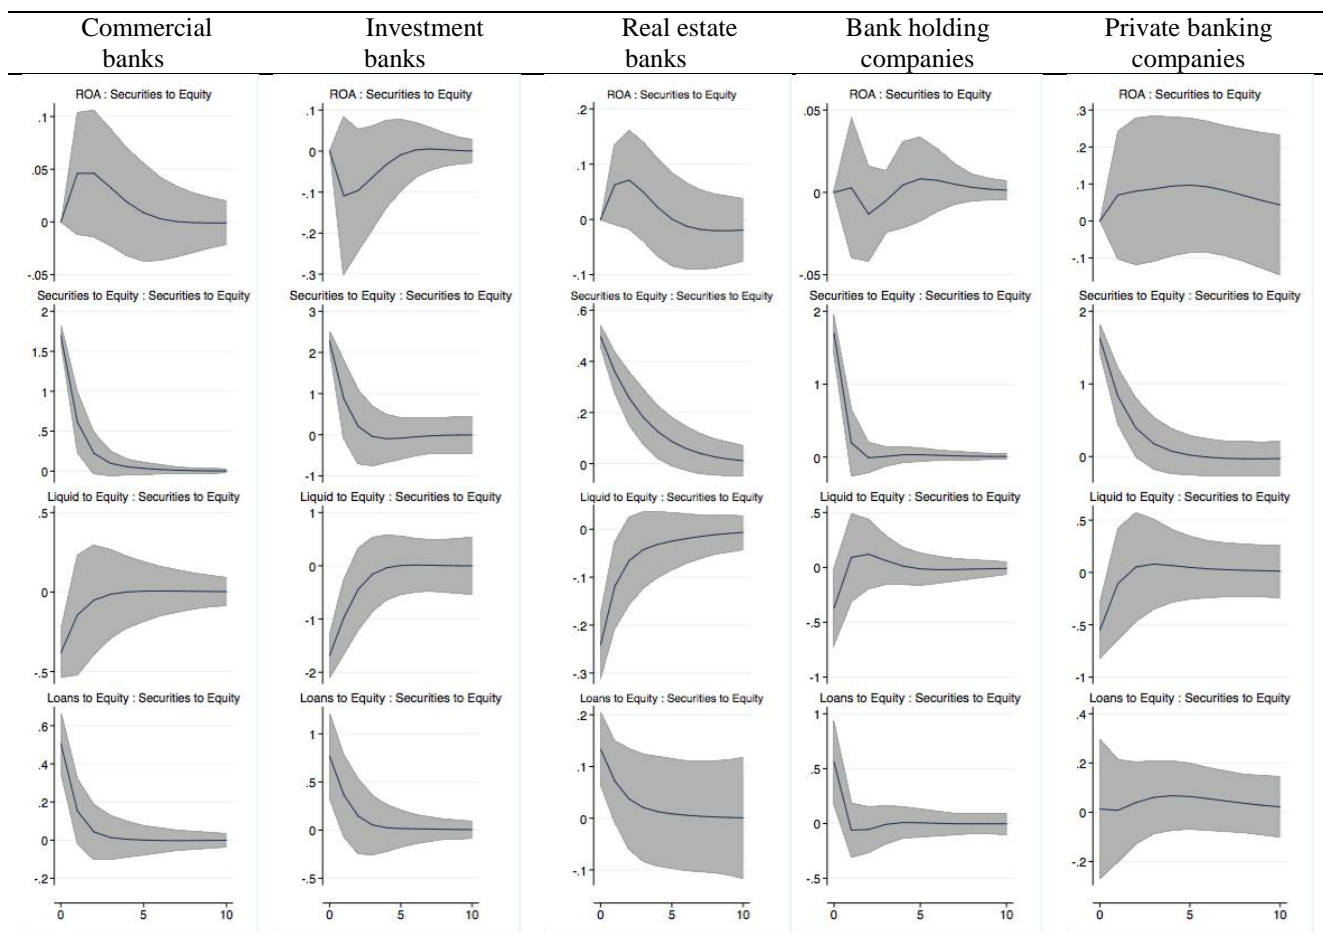 Commercial Investment Real estate Bank holding Private banking
banks banks banks companies companies
ROA : Securities to Equity ROA : Securities to Equity ROA : Securities to Equity ROA : Securities to Equity ROA : Securities to Equity
.1 .1 .2 .05 .3
.05 0 .1 0 .2
0 -.1 0 -.05 .1
-.05 -.2 -.1 0
-.3 -.1
Securities to Equity : Securities to Equity Securities to Equity : Securities to Equity Securities to Equity : Securities to Equity Securities to Equity : Securities to Equity Securities to Equity : Securities to Equity
2 3 .6 2 2
1.5 2 .4 1 1
1 1 .2 0 0
.5 0 0
0 -1
Liquid to Equity : Securities to Equity Liquid to Equity : Securities to Equity Liquid to Equity : Securities to Equity Liquid to Equity : Securities to Equity Liquid to Equity : Securities to Equity
.5 1 0 .5 1
0 0 -.1 0 .5
-.5 -1 -.2 -.5 0
-2 -.3 -1 -.5
-1
Loans to Equity : Securities to Equity Loans to Equity : Securities to Equity Loans to Equity : Securities to Equity Loans to Equity : Securities to Equity Loans to Equity : Securities to Equity
.6 1 .2 1 .4
.4 .5 .1 .5 .2
.2 0 0 0 0
0 -.5 -.1 -.5 -.2
-.2
0 5 10 0 5 10 0 5 10 0 5 10 0 5 10